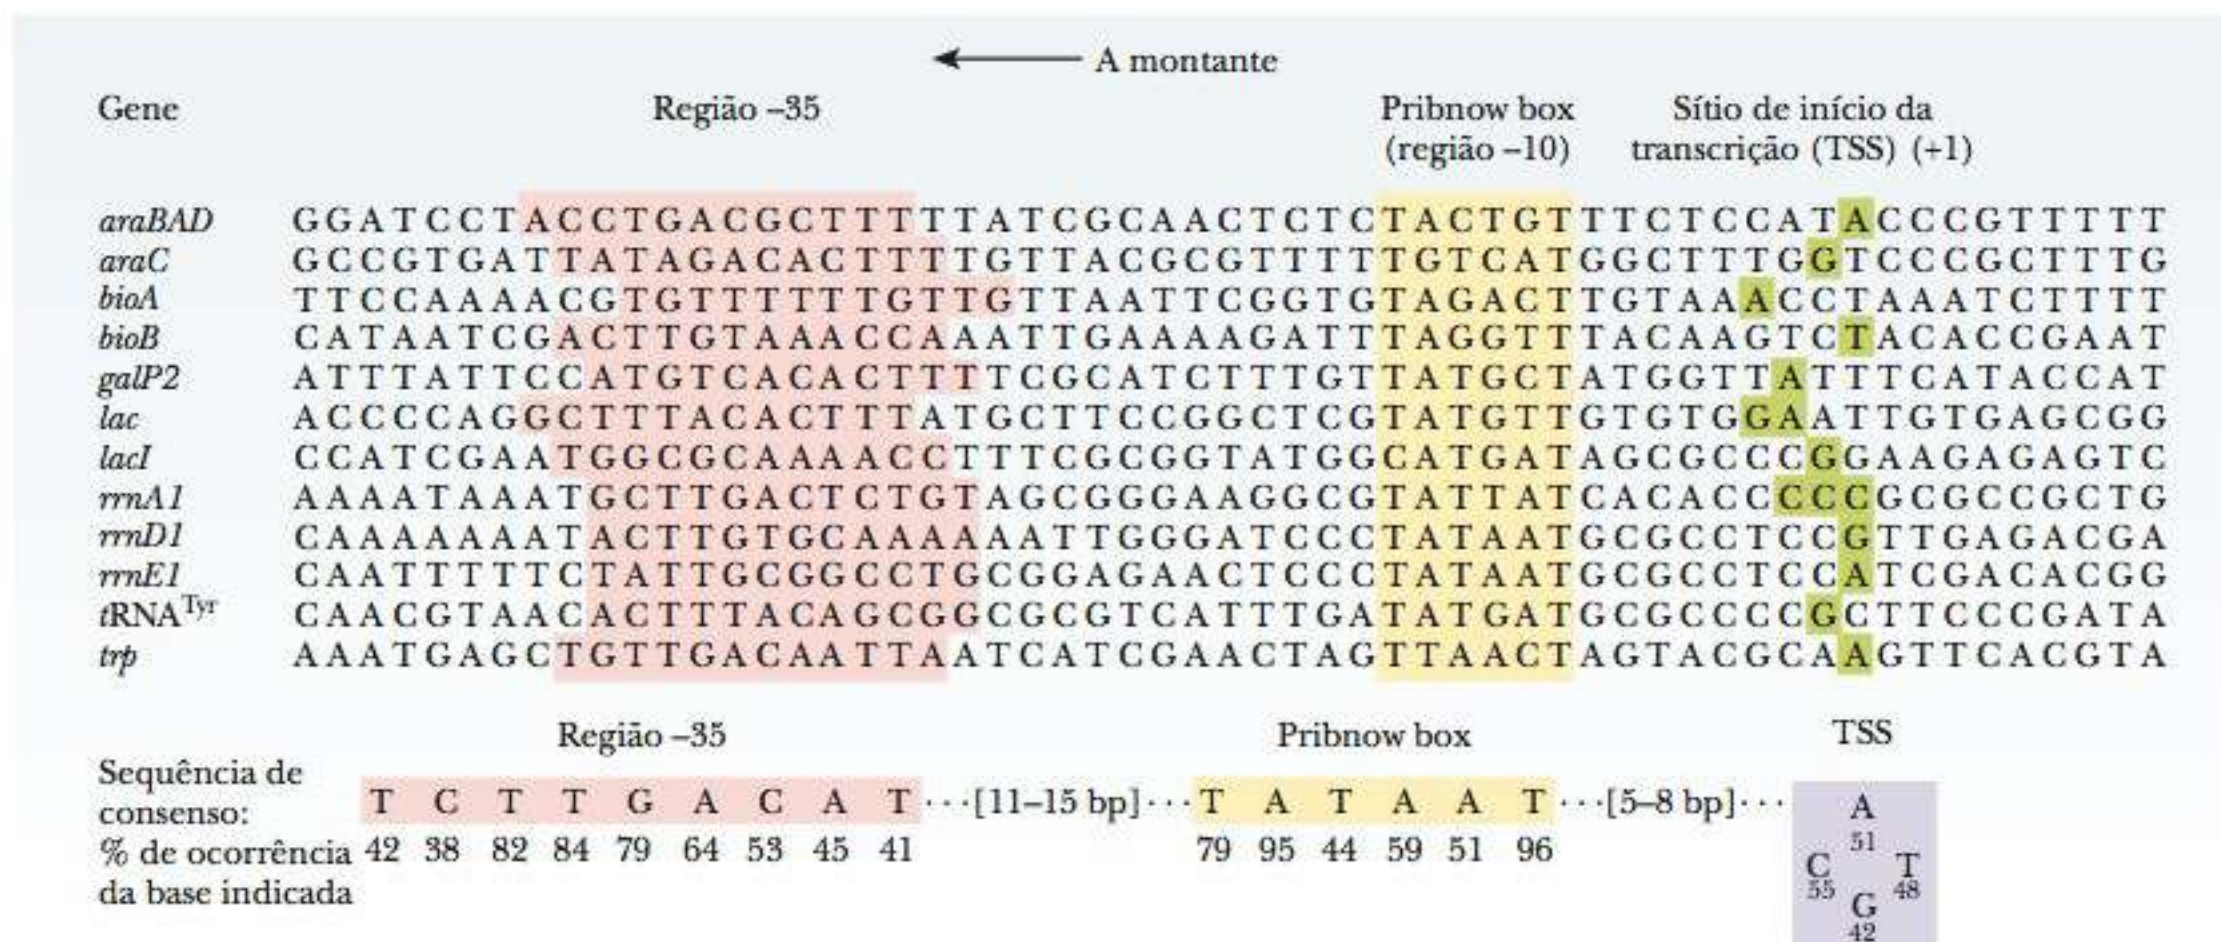 A montante
Gene Região –35 Pribnow box (região –10) Sítio de início da transcrição (TSS) (+1)
araBAD GGATCCTACCTGACGCTTTTTATCGCAACTCTCTACTGTTTCTCCATACCCGTTTTT
araC GCCGTGATTATAGACACTTTTGTTACGCGTTTTTTGTCATGGCTTTGGTCCCGCTTTG
bioA TTCCAAAACGTGTTTTTTGTTGTTAATTCGGTGTAGACTTGTAAACCTAAATCTTTT
bioB CATAATCGACTTGTAAACCAAATTGAAAAGATTTAGGTTTACAAGTCTACACCGAAT
galP2 ATTTATTCCATGTCACACTTTTCGCATCTTTGTTATGCTATGGTTATTTCATACCAT
lac ACCCCAGGCTTTACACTTTATGCTTCCGGCTCGTATGTTGTGTGGAATTGTGAGCGG
lacI CCATCGAATGGCGCAAAACCTTTCGCGGTATGGCATGATAGCGCCCGGAAGAGAGTC
rrnA1 AAAATAAATGCTTGACTCTGTAGCGGGAAGGCGTATTATCACACCCCCGCGCCGCTG
rrnD1 CAAAAAAATACTTGTGCAAAAAATTGGGATCCCTATAATGCGCCTCCGTTGAGACGA
rrnE1 CAATTTTTCTATTGCGGCCTGCGGAGAACTCCCTATAATGCGCCTCCATCGACACGG
tRNATyr CAACGTAACACTTTACAGCGGCGCGTCATTTGATATGATGCGCCCCGCTTCCCGATA
trp AAATGAGCTGTTGACAATTAATCATCGAACTAGTTAACTAGTACGCAAGTTCACGTA
Região –35 Pribnow box TSS
Sequência de consenso: T C T T G A C A T ···[11–15 bp]··· T A T A A T ···[5–8 bp]··· A
% de ocorrência da base indicada 42 38 82 84 79 64 53 45 41 79 95 44 59 51 96 51
C T
55 48
G
42